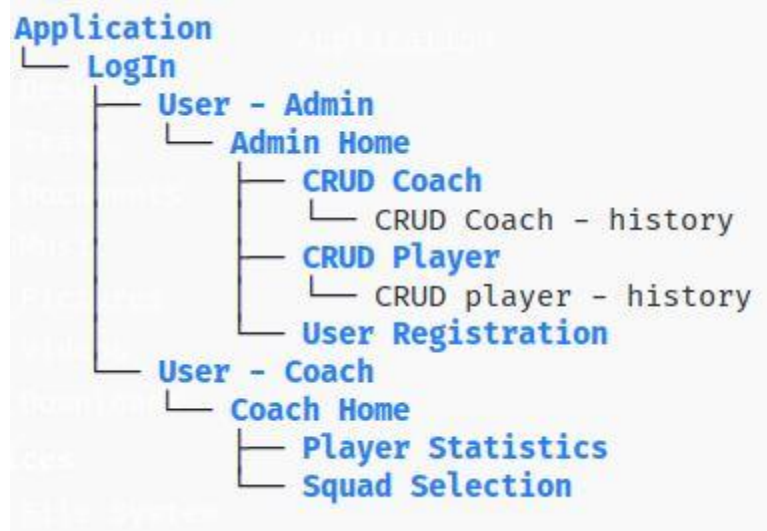 Application
LogIn
User - Admin
Admin Home
CRUD Coach
CRUD Coach - history
CRUD Player
CRUD player - history
User Registration
User - Coach
Coach Home
Player Statistics
Squad Selection